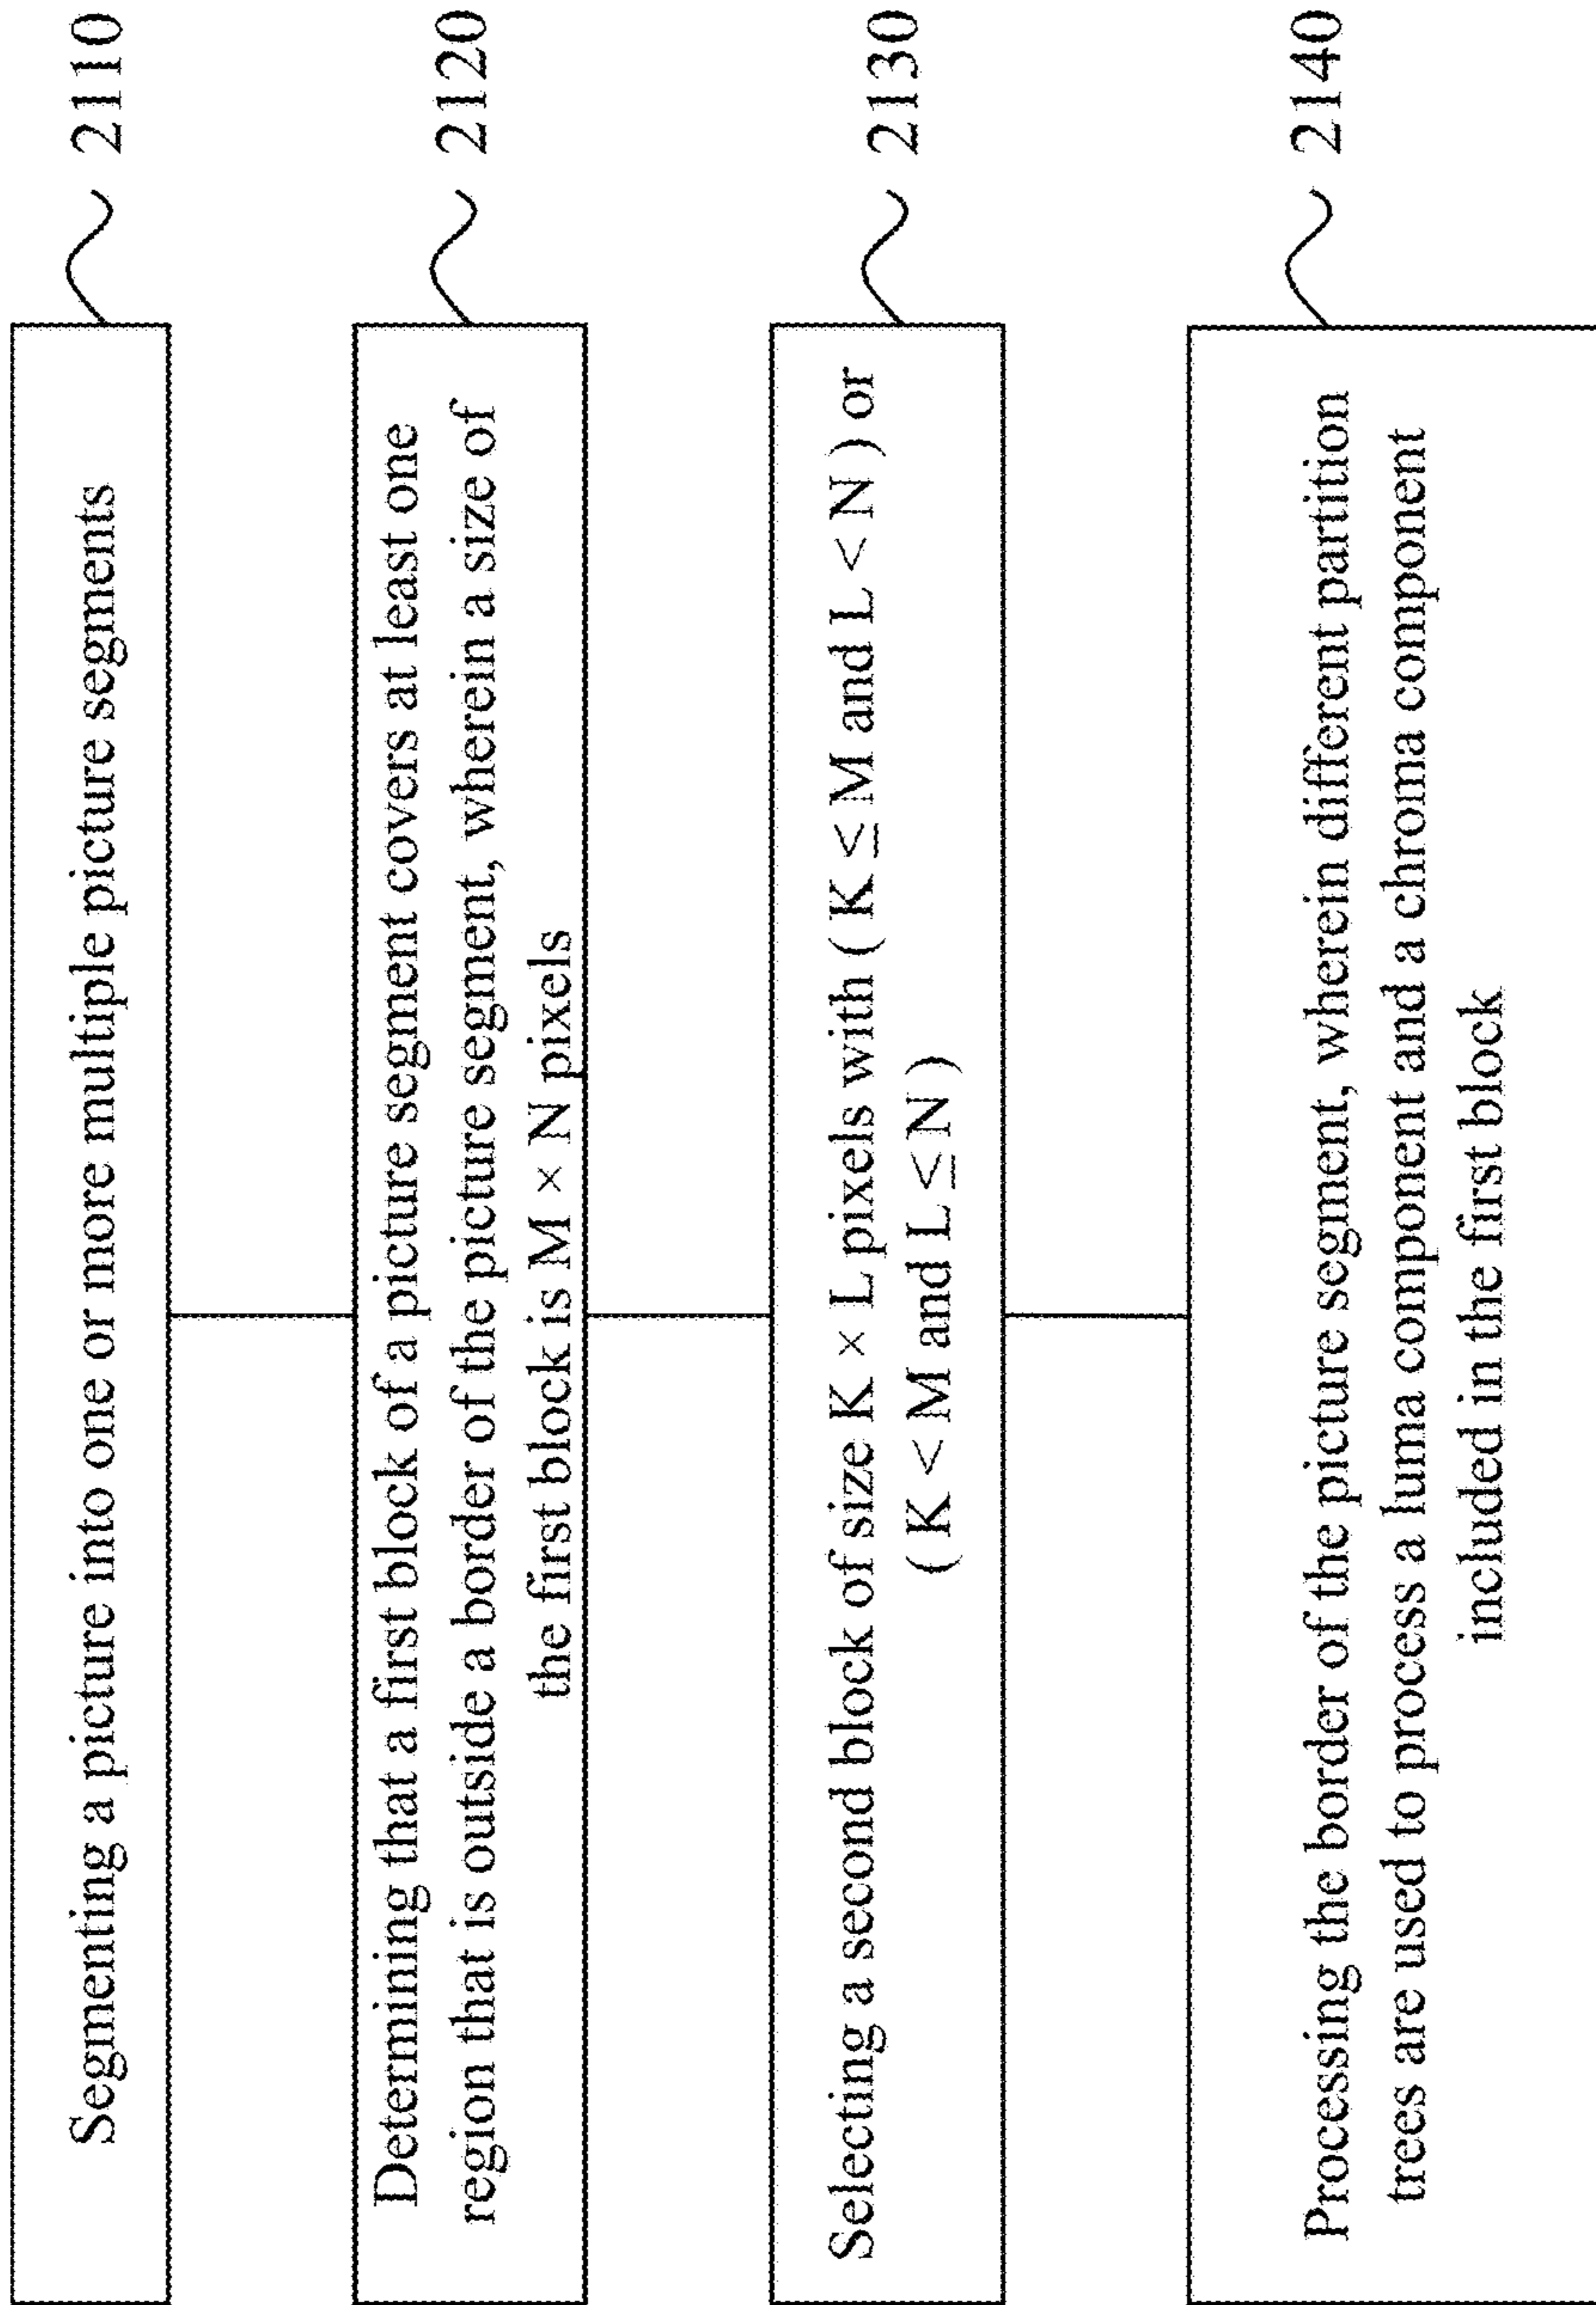 Segmenting a picture into one or more multiple picture segments
2110
Determining that a first block of a picture segment covers at least one
region that is outside a border of the picture segment, wherein a size of
the first block is M × N pixels
2120
Selecting a second block of size K × L pixels with ( K ≤ M and L < N ) or
( K < M and L ≤ N )
2130
Processing the border of the picture segment, wherein different partition
trees are used to process a luma component and a chroma component
included in the first block
2140